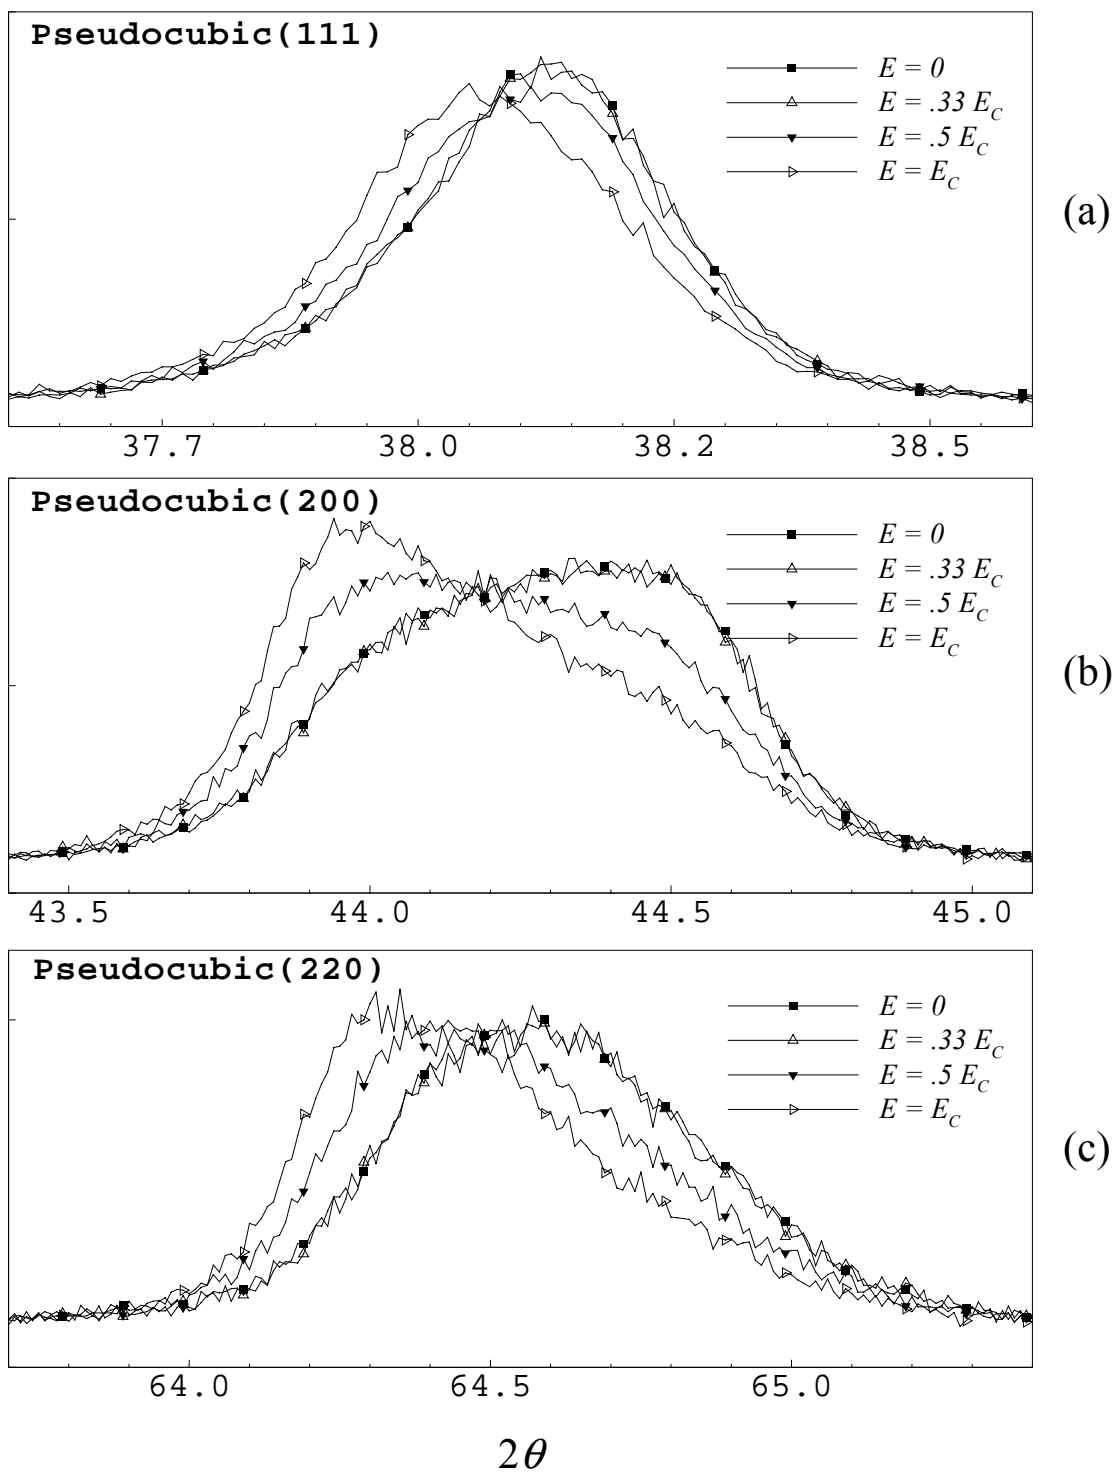 Pseudocubic(111)
E = 0
E = .33 E_C
E = .5 E_C
E = E_C
(a)
37.7 38.0 38.2 38.5
Pseudocubic(200)
E = 0
E = .33 E_C
E = .5 E_C
E = E_C
(b)
43.5 44.0 44.5 45.0
Pseudocubic(220)
E = 0
E = .33 E_C
E = .5 E_C
E = E_C
(c)
64.0 64.5 65.0
2θ